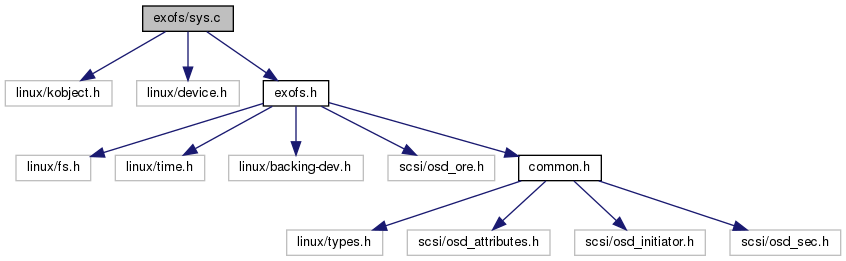 exofs/sys.c
linux/kobject.h
linux/device.h
exofs.h
linux/fs.h
linux/time.h
linux/backing-dev.h
scsi/osd_ore.h
common.h
linux/types.h
scsi/osd_attributes.h
scsi/osd_initiator.h
scsi/osd_sec.h